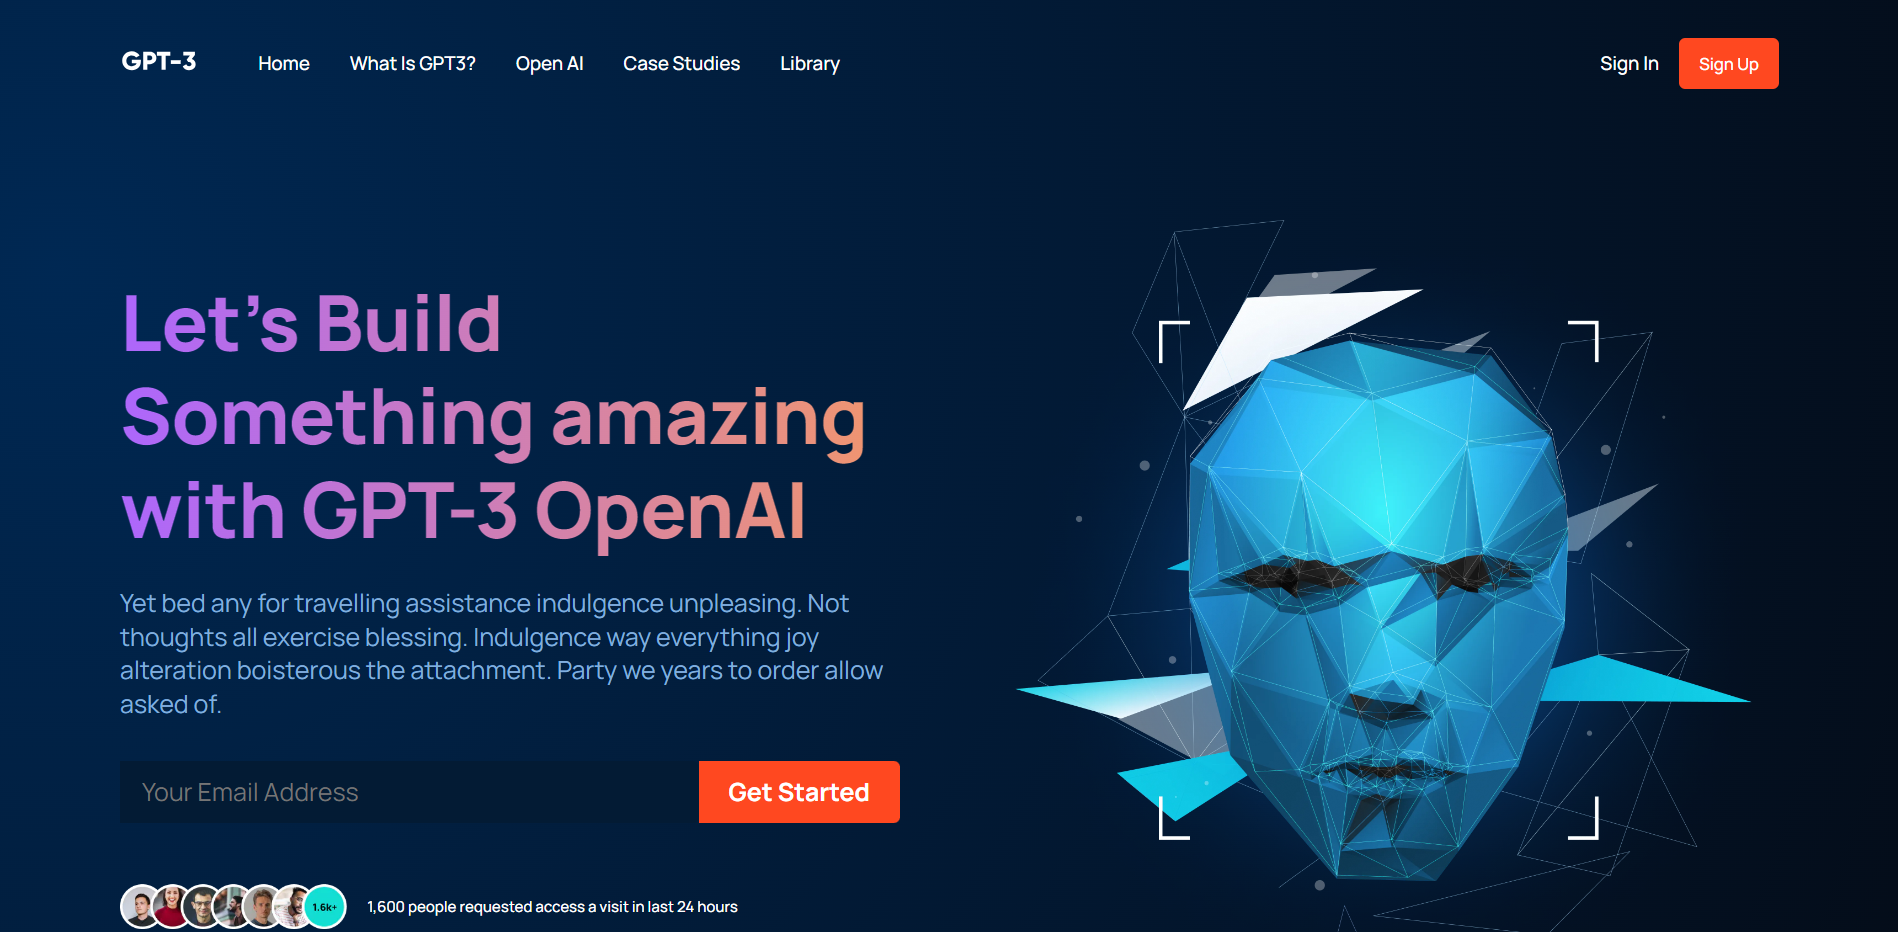 GPT-3
Home
What Is GPT3?
Open AI
Case Studies
Library
Sign In
Sign Up
Let’s Build
Something amazing
with GPT-3 OpenAI
Yet bed any for travelling assistance indulgence unpleasing. Not
thoughts all exercise blessing. Indulgence way everything joy
alteration boisterous the attachment. Party we years to order allow
asked of.
Your Email Address
Get Started
1.6k+
1,600 people requested access a visit in last 24 hours